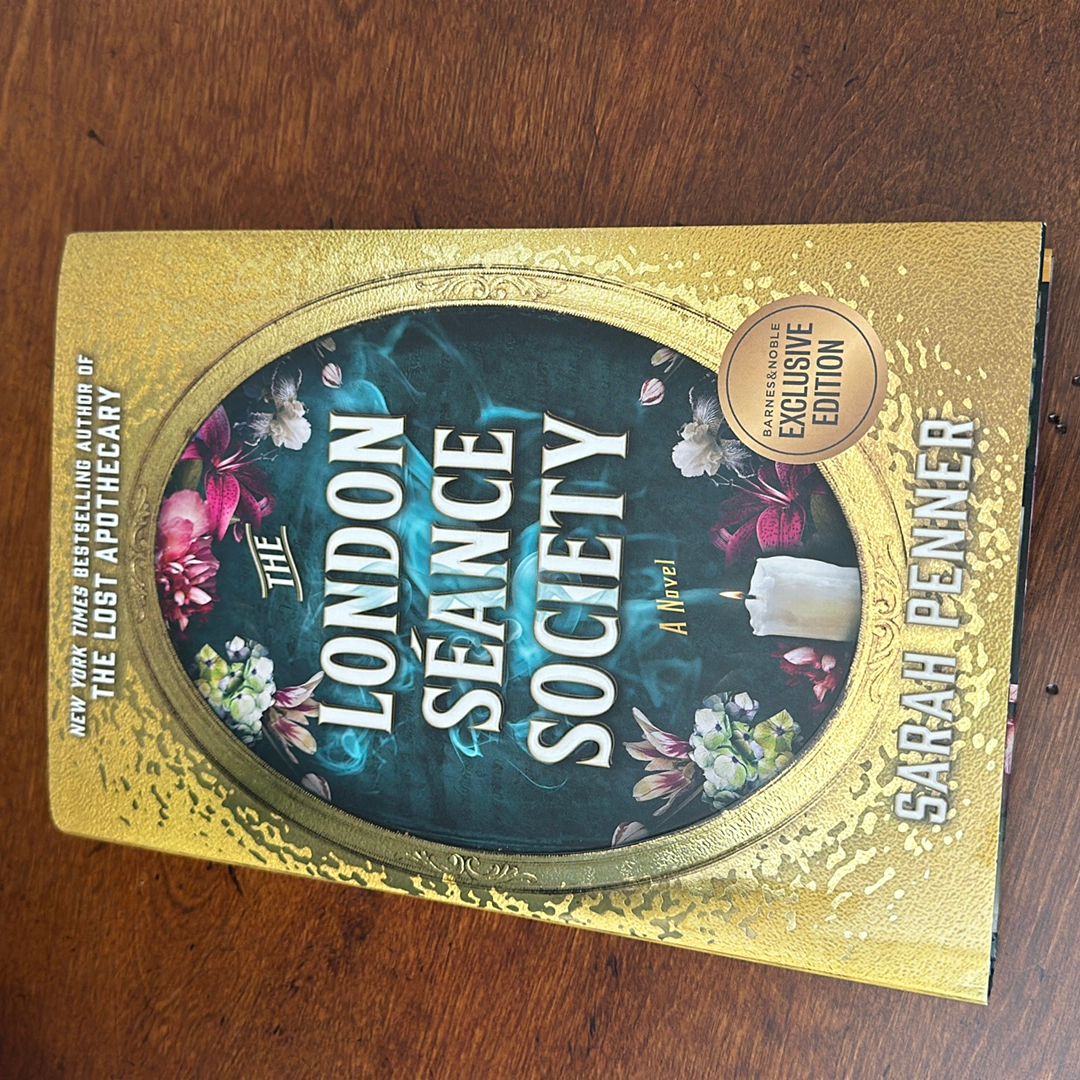 NEW YORK TIMES BESTSELLING AUTHOR OF
THE LOST APOTHECARY
THE
LONDON
SÉANCE
SOCIETY
A Novel
BARNES&NOBLE
EXCLUSIVE
EDITION
SARAH PENNER